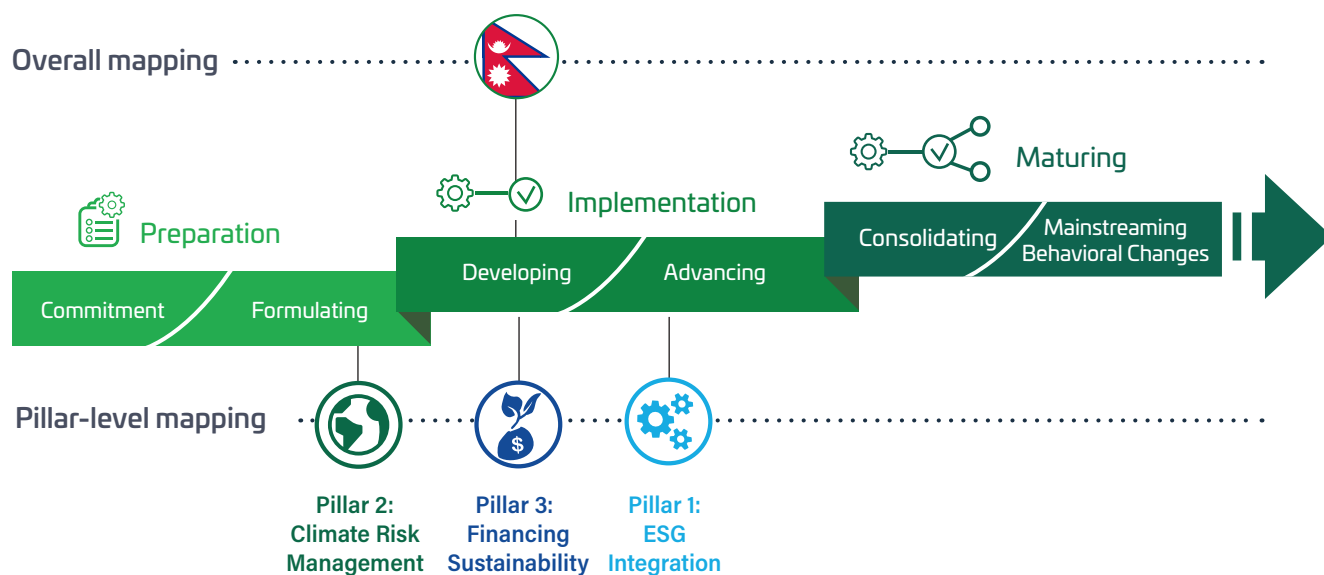 Overall mapping
Maturing
Implementation
Preparation
Consolidating
Mainstreaming
Behavioral Changes
Developing
Advancing
Commitment
Formulating
Pillar-level mapping
$
Pillar 2:
Climate Risk
Management
Pillar 3:
Financing
Sustainability
Pillar 1:
ESG
Integration